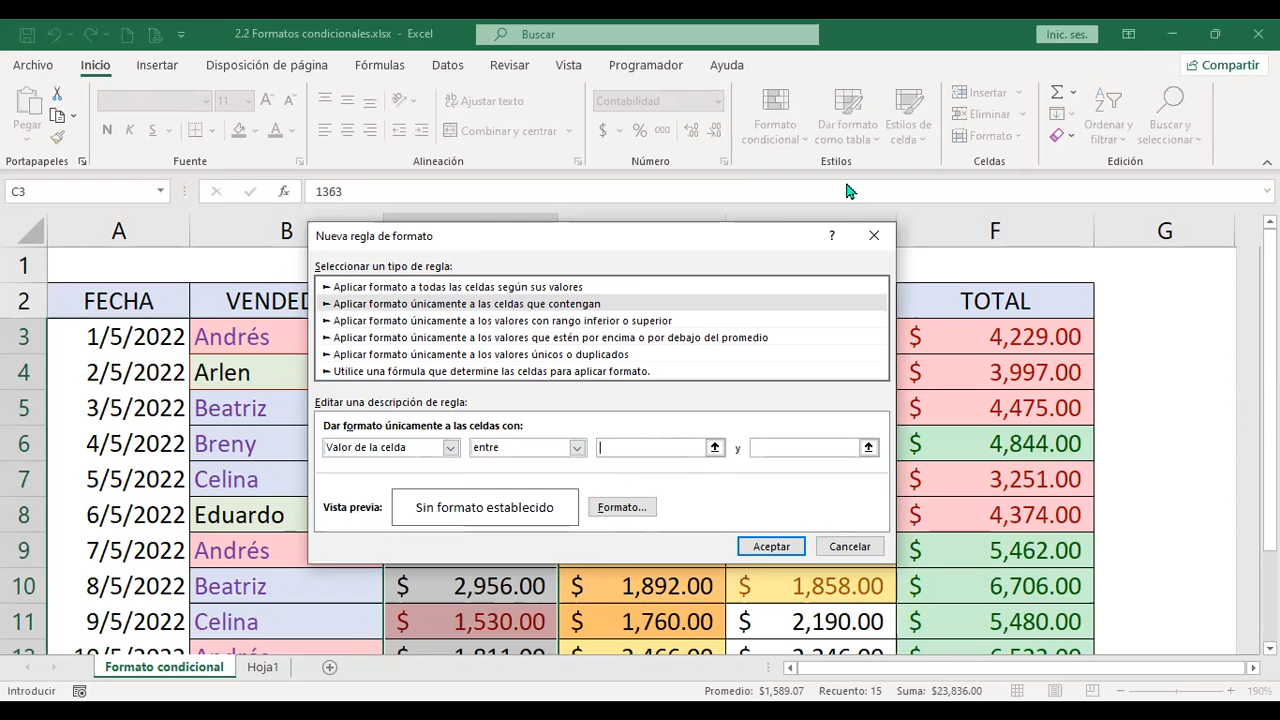 2.2 Formatos condicionales.xlsx - Excel
Buscar
Inic. ses.
Archivo Inicio Insertar Disposición de página Fórmulas Datos Revisar Vista Programador Ayuda Compartir
Pegar
11
Ajustar texto
Combinar y centrar
Contabilidad
$ % 000
N K S
Formato condicional
Dar formato como tabla
Estilos de celda
Insertar
Eliminar
Formato
Ordenar y filtrar
Buscar y seleccionar
Portapapeles Fuente Alineación Número Estilos Celdas Edición
C3 fx 1363
A B F G
1
2 FECHA TOTAL
3 1/5/2022 Andrés $ 4,229.00
4 2/5/2022 Arlen $ 3,997.00
5 3/5/2022 Beatriz $ 4,475.00
6 4/5/2022 Breny $ 4,844.00
7 5/5/2022 Celina $ 3,251.00
8 6/5/2022 Eduardo $ 4,374.00
9 7/5/2022 Andrés $ 5,462.00
10 8/5/2022 Beatriz $ 2,956.00 $ 1,892.00 $ 1,858.00 $ 6,706.00
11 9/5/2022 Celina $ 1,530.00 $ 1,760.00 $ 2,190.00 $ 5,480.00
Nueva regla de formato ?
Seleccionar un tipo de regla:
► Aplicar formato a todas las celdas según sus valores
► Aplicar formato únicamente a las celdas que contengan
► Aplicar formato únicamente a los valores con rango inferior o superior
► Aplicar formato únicamente a los valores que estén por encima o por debajo del promedio
► Aplicar formato únicamente a los valores únicos o duplicados
► Utilice una fórmula que determine las celdas para aplicar formato.
Editar una descripción de regla:
Dar formato únicamente a las celdas con:
Valor de la celda entre y
Vista previa: Sin formato establecido Formato...
Aceptar Cancelar
Formato condicional Hoja1
Introducir Promedio: $1,589.07 Recuento: 15 Suma: $23,836.00 190%